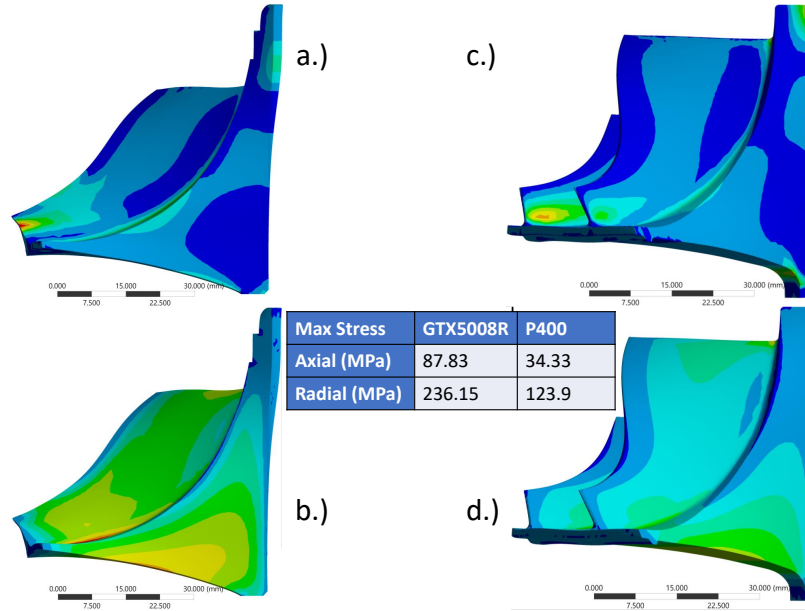 a.)
c.)
0.000 15.000 30.000 (mm)
7.500 22.500
0.000 15.000 30.000 (mm)
7.500 22.500
Max Stress GTX5008R P400
Axial (MPa) 87.83 34.33
Radial (MPa) 236.15 123.9
b.)
d.)
0.000 15.000 30.000 (mm)
7.500 22.500
0.000 15.000 30.000 (mm)
7.500 22.500